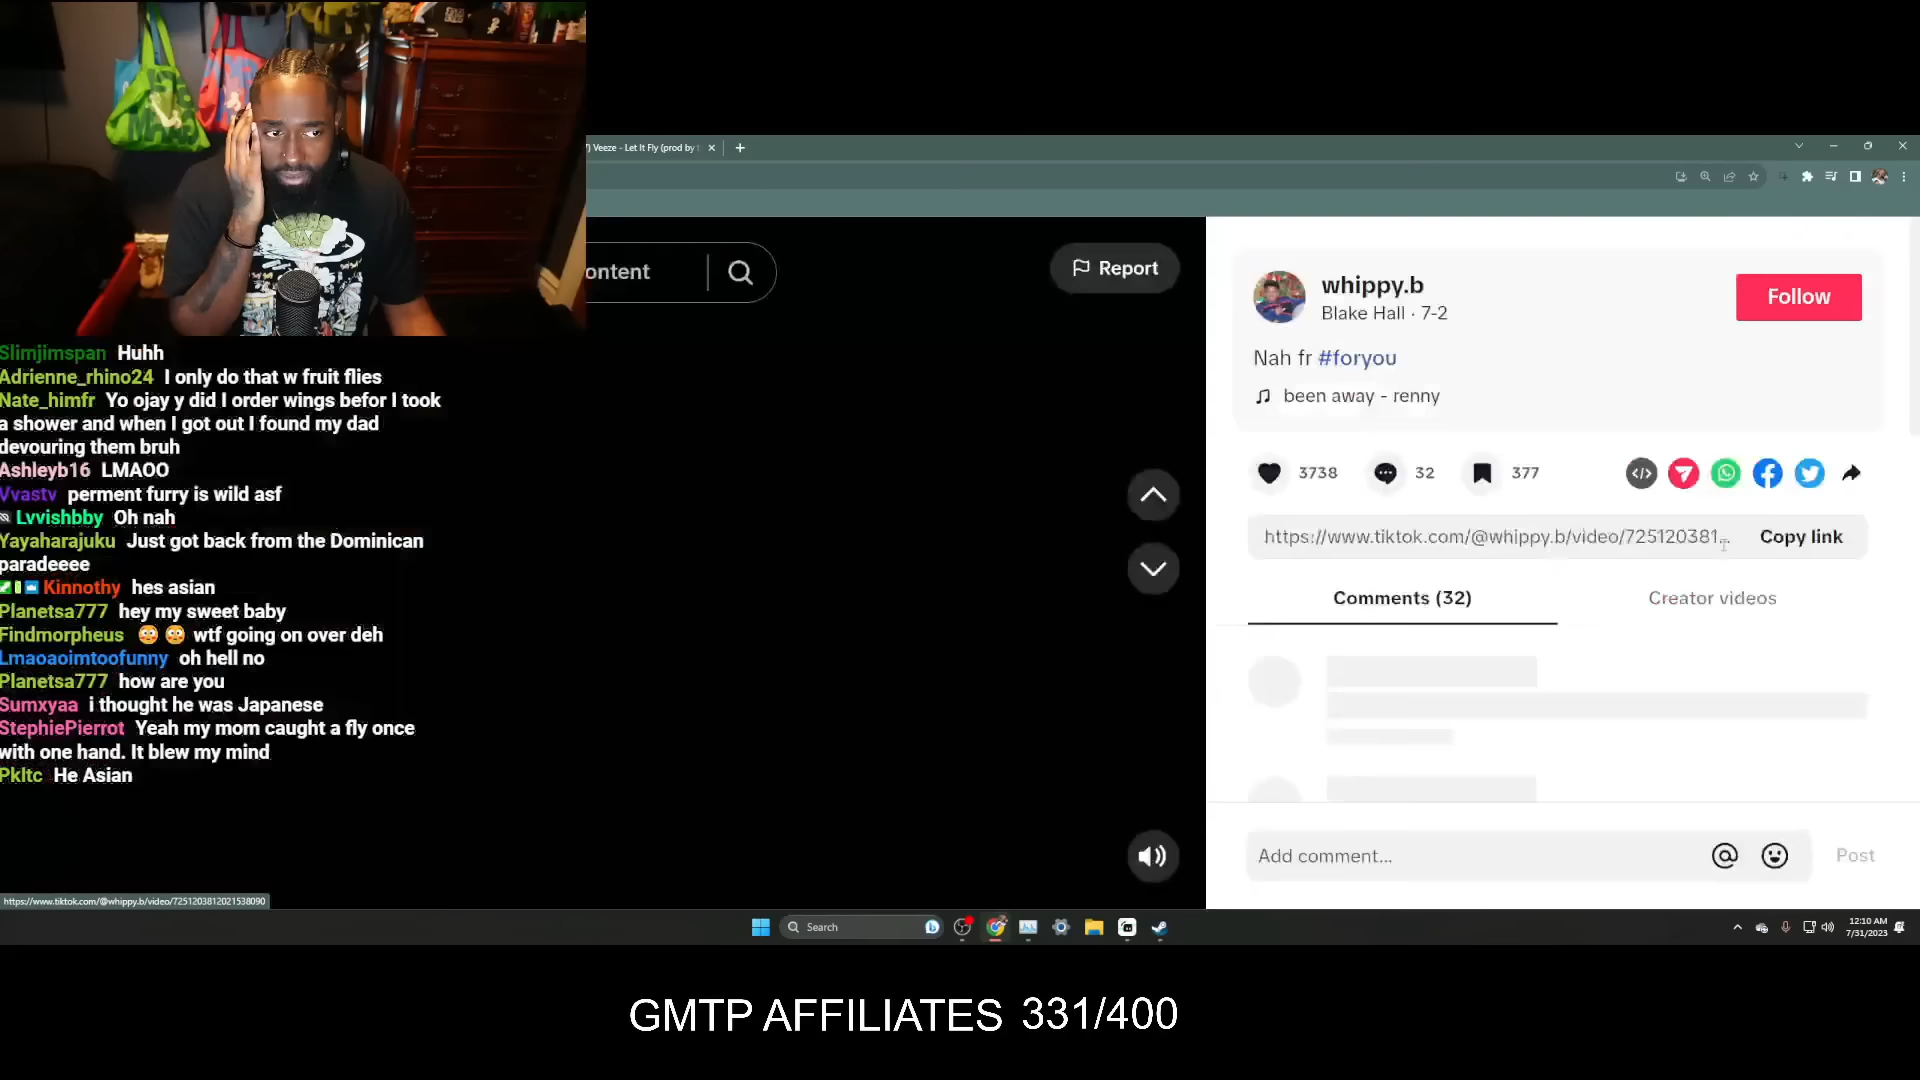 Veeze - Let It Fly (prod by
ontent
Report
whippy.b
Blake Hall · 7-2
Follow
Nah fr #foryou
been away - renny
3738
32
377
https://www.tiktok.com/@whippy.b/video/725120381...
Copy link
Comments (32)
Creator videos
Add comment...
Post
Slimjimspan Huhh
Adrienne_rhino24 I only do that w fruit flies
Nate_himfr Yo ojay y did I order wings befor I took
a shower and when I got out I found my dad
devouring them bruh
Ashleyb16 LMAOO
Vvastv perment furry is wild asf
Lvvishbby Oh nah
Yayaharajuku Just got back from the Dominican
paradeeee
Kinnothy hes asian
Planetsa777 hey my sweet baby
Findmorpheus 😳 😳 wtf going on over deh
Lmaoaoimtoofunny oh hell no
Planetsa777 how are you
Sumxyaa i thought he was Japanese
StephiePierrot Yeah my mom caught a fly once
with one hand. It blew my mind
Pkltc He Asian
https://www.tiktok.com/@whippy.b/video/7251203812021538090
Search
12:10 AM
7/31/2023
GMTP AFFILIATES 331/400